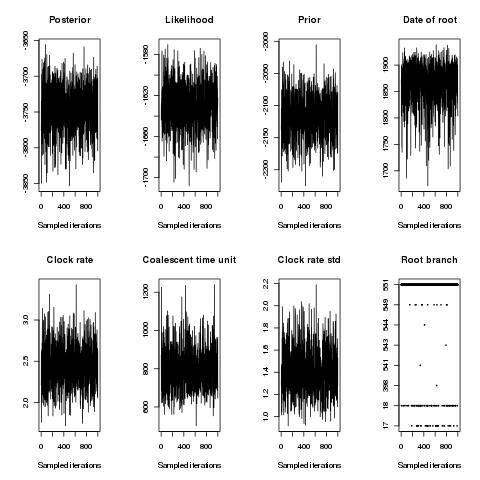 Posterior Likelihood Prior Date of root
-3650 -3700 -3750 -3800 -3850
-1580 -1620 -1660 -1700
-2000 -2050 -2100 -2150 -2200
1900 1850 1800 1750 1700
0 400 800 0 400 800 0 400 800 0 400 800
Sampled iterations Sampled iterations Sampled iterations Sampled iterations
Clock rate Coalescent time unit Clock rate std Root branch
3.0 2.5 2.0
1200 1000 800 600
2.2 2.0 1.8 1.6 1.4 1.2 1.0
551 549 544 543 541 398 18 17
0 400 800 0 400 800 0 400 800 0 400 800
Sampled iterations Sampled iterations Sampled iterations Sampled iterations